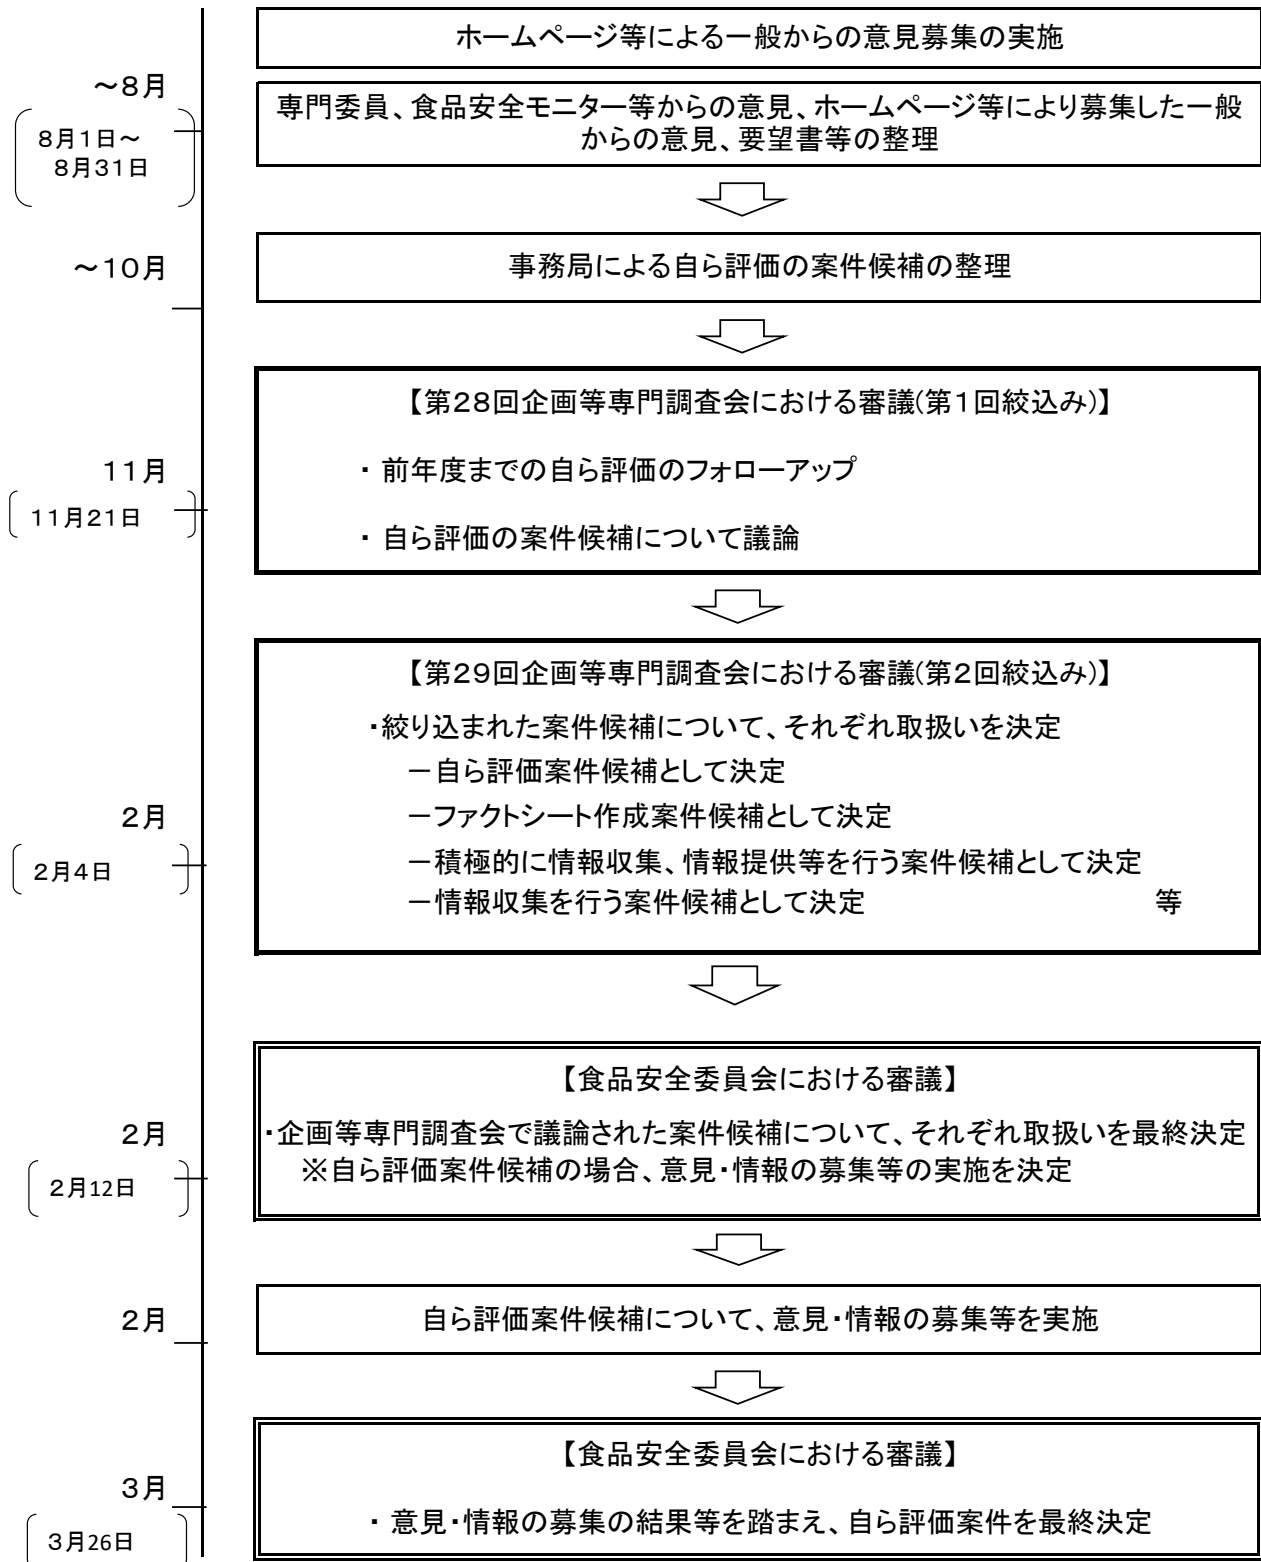 ホームページ等による一般からの意見募集の実施
～８月
８月１日～
８月３１日
専門委員、食品安全モニター等からの意見、ホームページ等により募集した一般
からの意見、要望書等の整理
～１０月
事務局による自ら評価の案件候補の整理
１１月
１１月２１日
【第２８回企画等専門調査会における審議(第１回絞込み)】
・ 前年度までの自ら評価のフォローアップ
・ 自ら評価の案件候補について議論
２月
２月４日
【第２９回企画等専門調査会における審議(第２回絞込み)】
・絞り込まれた案件候補について、それぞれ取扱いを決定
－自ら評価案件候補として決定
－ファクトシート作成案件候補として決定
－積極的に情報収集、情報提供等を行う案件候補として決定
－情報収集を行う案件候補として決定 等
２月
２月12日
【食品安全委員会における審議】
・企画等専門調査会で議論された案件候補について、それぞれ取扱いを最終決定
※自ら評価案件候補の場合、意見・情報の募集等の実施を決定
２月
自ら評価案件候補について、意見・情報の募集等を実施
３月
３月26日
【食品安全委員会における審議】
・ 意見・情報の募集の結果等を踏まえ、自ら評価案件を最終決定